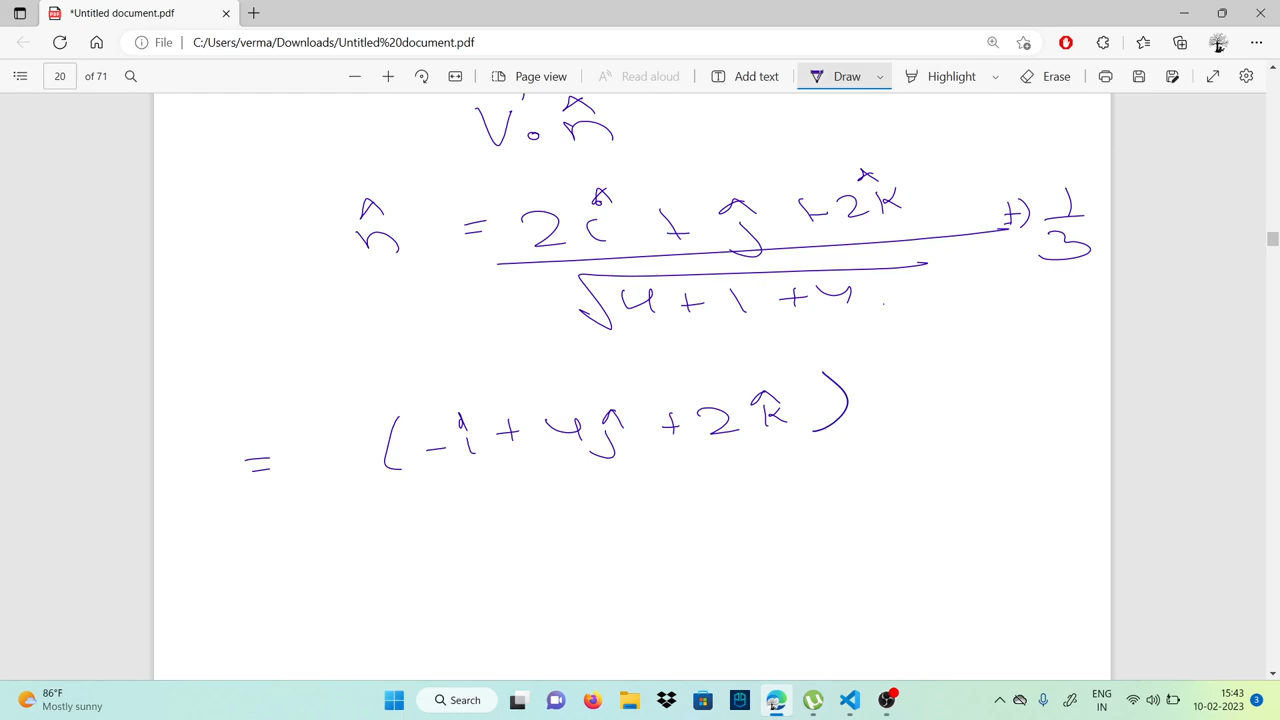 *Untitled document.pdf
File C:/Users/verma/Downloads/Untitled%20document.pdf
20 of 71 Page view Read aloud Add text Draw Highlight Erase
V · n̂
n̂ = 2î + ĵ + 2k̂ 1
3
√4 + 1 + 4
= (-î + 4ĵ + 2k̂)
86°F
Mostly sunny
Search
ENG
IN
15:43
10-02-2023
3